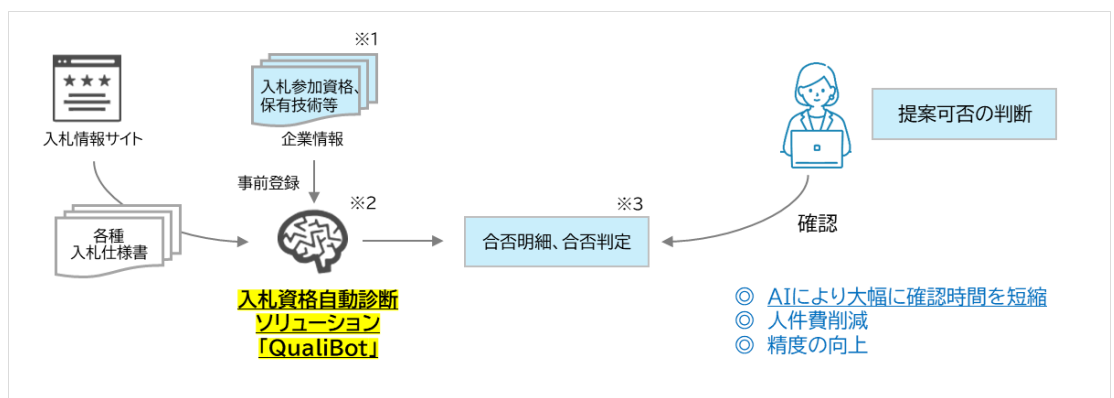 ※1
入札参加資格、
保有技術等
入札情報サイト
企業情報
提案可否の判断
事前登録
※2
※3
各種
入札仕様書
合否明細、合否判定
確認
入札資格自動診断
ソリューション
「QualiBot」
◎ AIにより大幅に確認時間を短縮
◎ 人件費削減
◎ 精度の向上